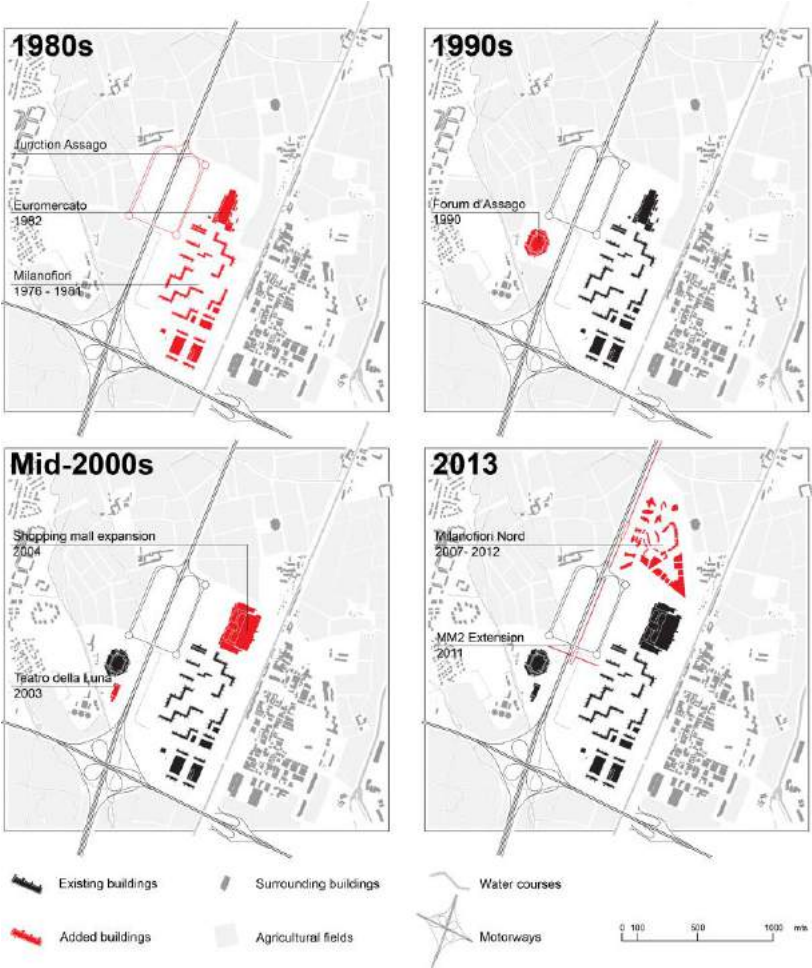 1980s
Junction Assago
Euromercato
1982
Milanofiori
1976 - 1981
1990s
Forum d'Assago
1990
Mid-2000s
Shopping mall expansion
2004
Teatro della Luna
2003
2013
Milanofiori Nord
2007- 2012
MM2 Extension
2011
Existing buildings
Surrounding buildings
Water courses
Added buildings
Agricultural fields
Motorways
0 100 500 1000 mts